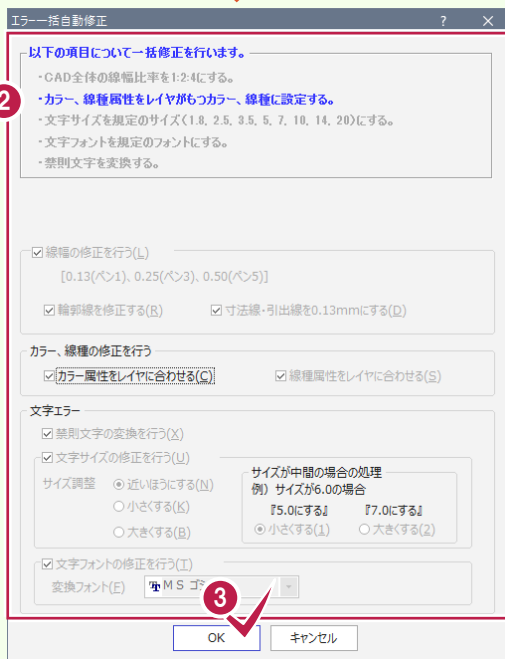 エラー一括自動修正 ? ×
以下の項目について一括修正を行います。
・CAD全体の線幅比率を1:2:4にする。
2
・カラー、線種属性をレイヤがもつカラー、線種に設定する。
・文字サイズを規定のサイズ(1.8, 2.5, 3.5, 5, 7, 10, 14, 20)にする。
・文字フォントを規定のフォントにする。
・禁則文字を変換する。
線幅の修正を行う(L)
[0.13(ペン1)、0.25(ペン3)、0.50(ペン5)]
輪郭線を修正する(R) 寸法線・引出線を0.13mmにする(D)
カラー、線種の修正を行う
カラー属性をレイヤに合わせる(C) 線種属性をレイヤに合わせる(S)
文字エラー
禁則文字の変換を行う(X)
文字サイズの修正を行う(U)
サイズ調整 近いほうにする(N)
小さくする(K)
大きくする(B)
サイズが中間の場合の処理
例）サイズが6.0の場合
『5.0にする』 『7.0にする』
小さくする(1) 大きくする(2)
文字フォントの修正を行う(T)
変換フォント(F) MS ゴシ
3
OK キャンセル